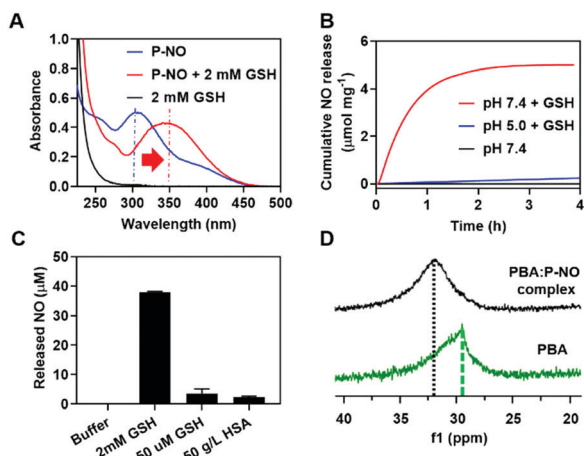 A
P-NO
P-NO + 2 mM GSH
2 mM GSH
Absorbance
1.0
0.8
0.6
0.4
0.2
0.0
250 300 350 400 450 500
Wavelength (nm)
B
Cumulative NO release
(μmol mg⁻¹)
6
4
2
0
pH 7.4 + GSH
pH 5.0 + GSH
pH 7.4
0 1 2 3 4
Time (h)
C
Released NO (μM)
50
40
30
20
10
0
Buffer
2mM GSH
50 uM GSH
50 g/L HSA
D
PBA:P-NO
complex
PBA
40 35 30 25 20
f1 (ppm)